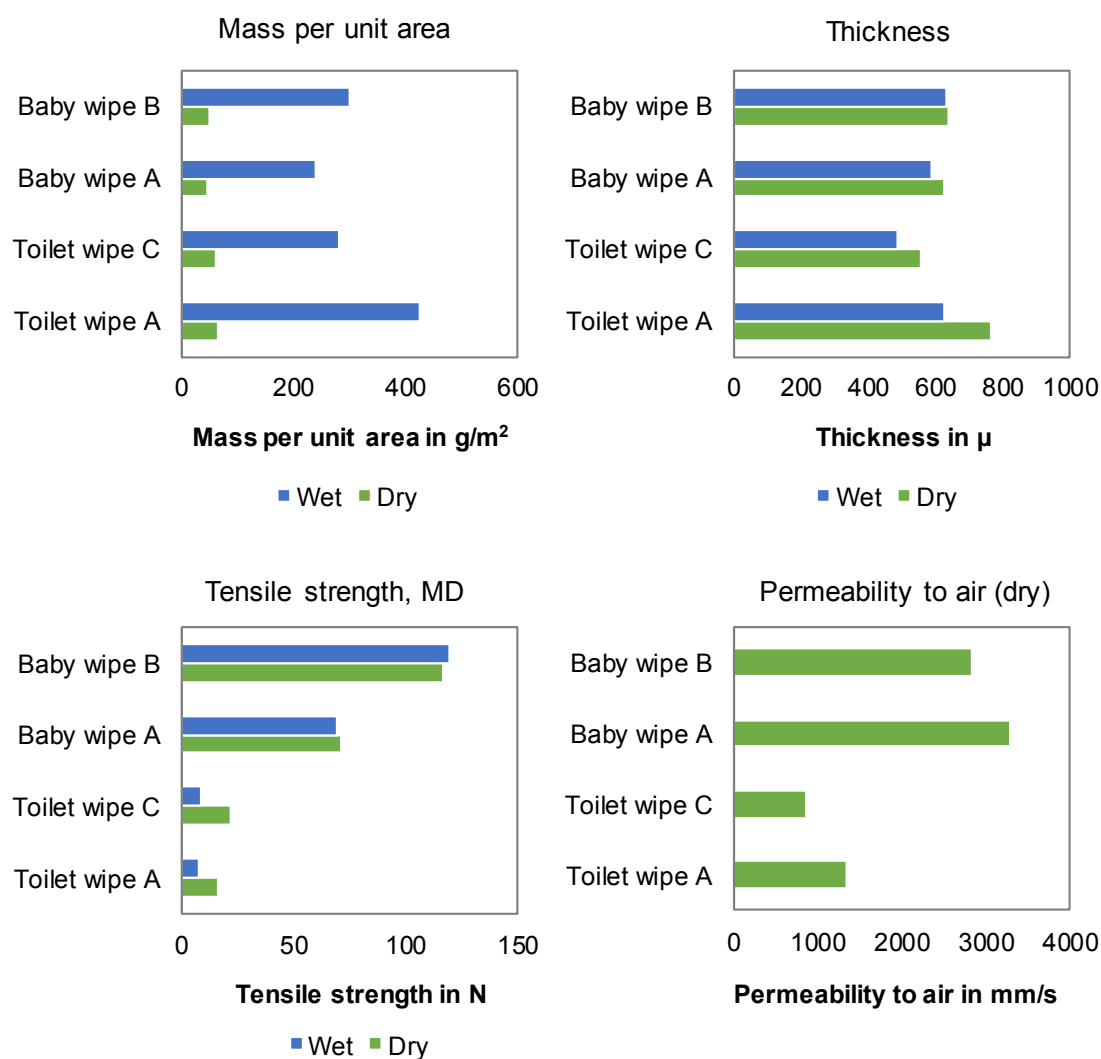 Mass per unit area
Baby wipe B
Baby wipe A
Toilet wipe C
Toilet wipe A
0 200 400 600
Mass per unit area in g/m²
Wet Dry
Thickness
Baby wipe B
Baby wipe A
Toilet wipe C
Toilet wipe A
0 200 400 600 800 1000
Thickness in µ
Wet Dry
Tensile strength, MD
Baby wipe B
Baby wipe A
Toilet wipe C
Toilet wipe A
0 50 100 150
Tensile strength in N
Wet Dry
Permeability to air (dry)
Baby wipe B
Baby wipe A
Toilet wipe C
Toilet wipe A
0 1000 2000 3000 4000
Permeability to air in mm/s